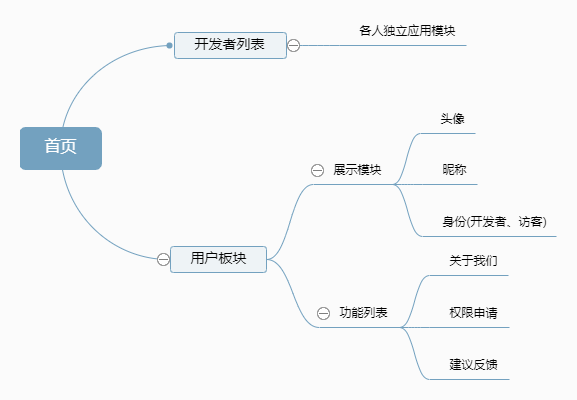 首页
开发者列表
各人独立应用模块
用户板块
展示模块
头像
昵称
身份(开发者、访客)
功能列表
关于我们
权限申请
建议反馈